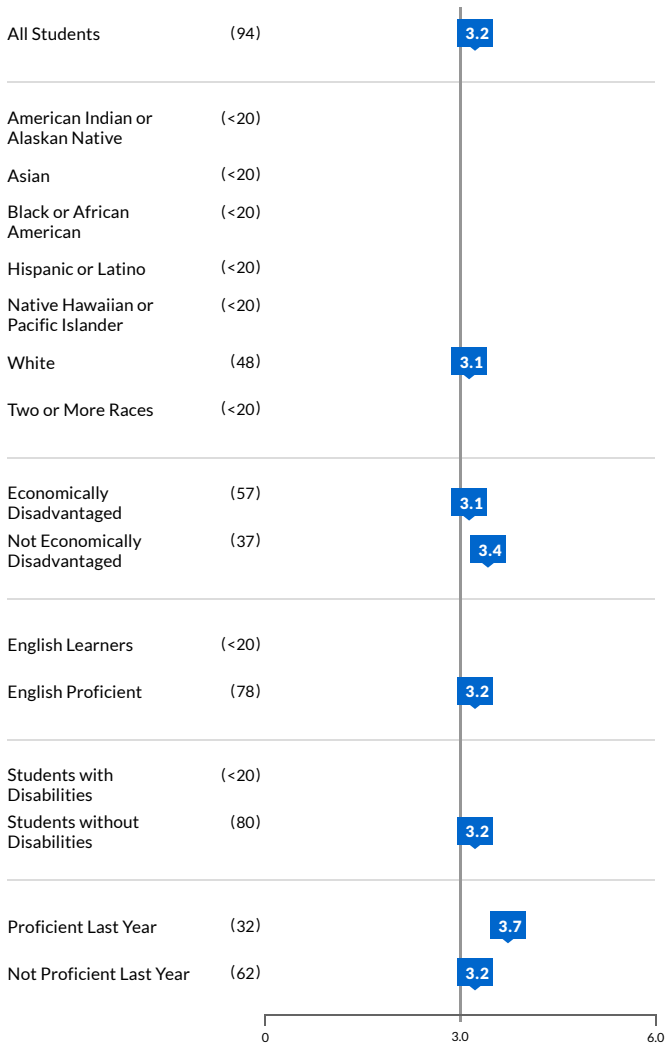 All Students (94) 3.2
American Indian or
Alaskan Native (<20)
Asian (<20)
Black or African
American (<20)
Hispanic or Latino (<20)
Native Hawaiian or
Pacific Islander (<20)
White (48) 3.1
Two or More Races (<20)
Economically
Disadvantaged (57) 3.1
Not Economically
Disadvantaged (37) 3.4
English Learners (<20)
English Proficient (78) 3.2
Students with
Disabilities (<20)
Students without
Disabilities (80) 3.2
Proficient Last Year (32) 3.7
Not Proficient Last Year (62) 3.2
0 3.0 6.0